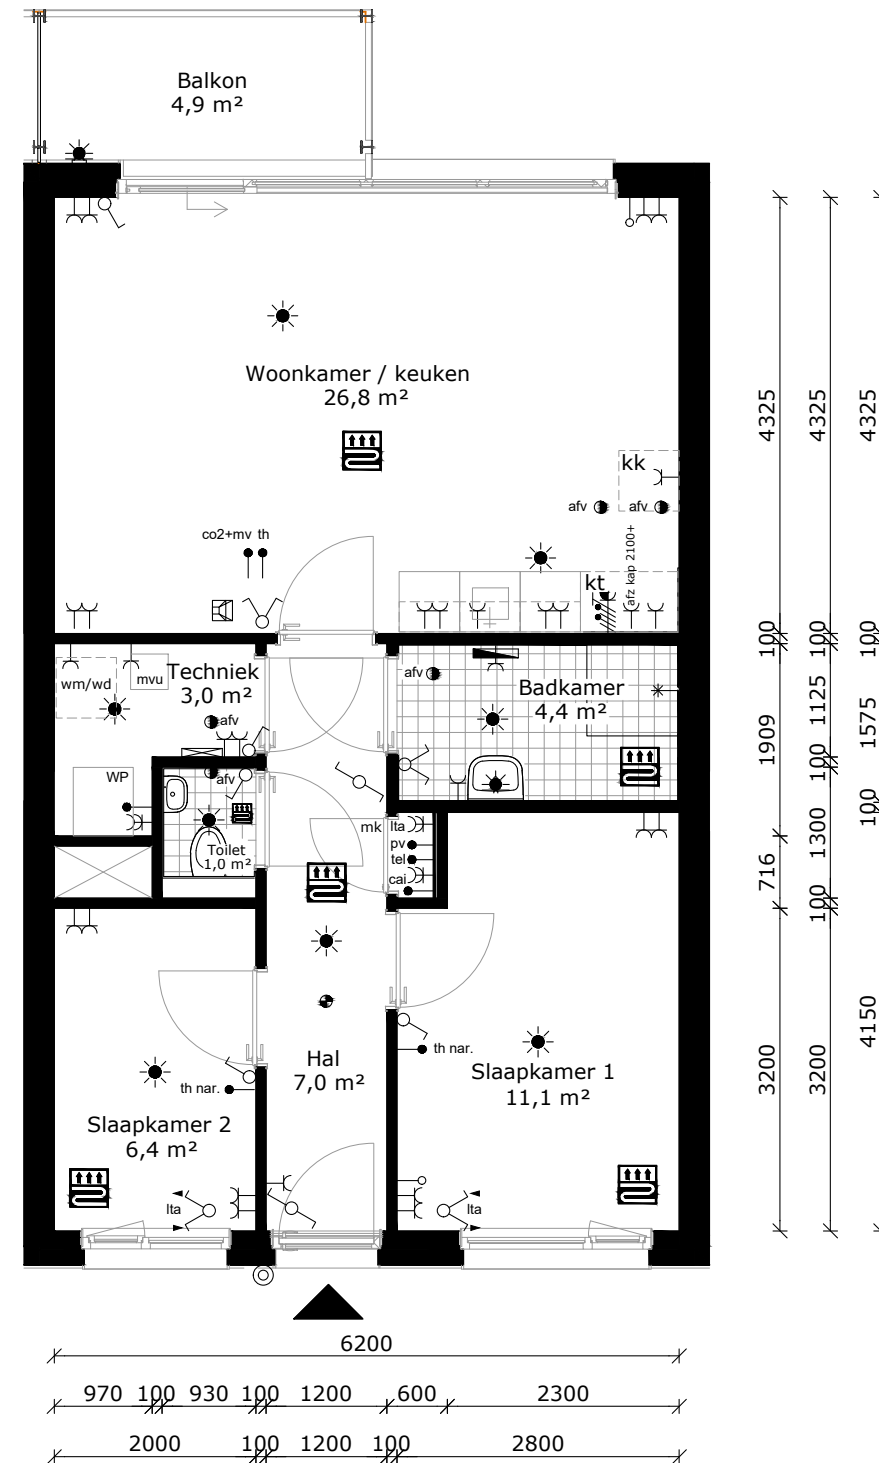 Balkon
4,9 m²
Woonkamer / keuken
26,8 m²
kk
afv
afv
co2+mv th
afz kap 2100+
kt
Techniek
3,0 m²
wm/wd
mvu
afv
WP
afv
Toilet
1,0 m²
afv
Badkamer
4,4 m²
mk
lta
pv
tel
cai
th nar.
Hal
7,0 m²
Slaapkamer 1
11,1 m²
th nar.
Slaapkamer 2
6,4 m²
lta
lta
4325
100
1909
716
3200
4325
100
1125
100
1300
100
3200
4325
100
1575
100
4150
6200
970 100 930 100 1200 600 2300
2000 100 1200 100 2800